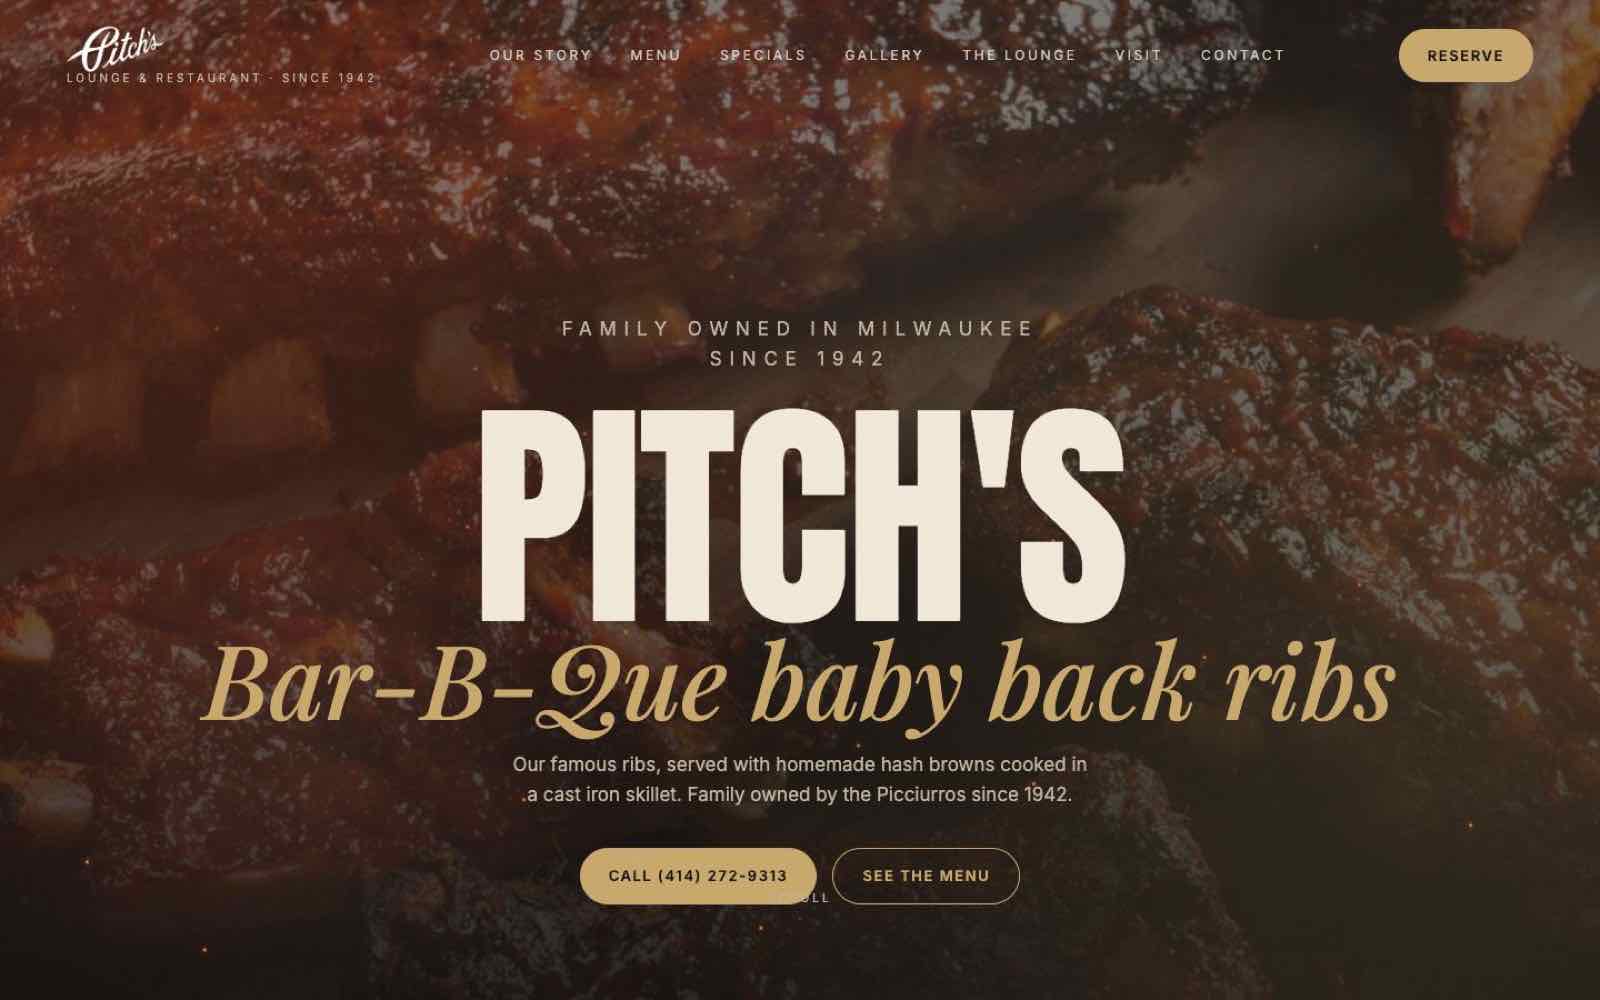 Pitch's
LOUNGE & RESTAURANT · SINCE 1942
OUR STORY MENU SPECIALS GALLERY THE LOUNGE VISIT CONTACT
RESERVE
FAMILY OWNED IN MILWAUKEE
SINCE 1942
PITCH'S
Bar-B-Que baby back ribs
Our famous ribs, served with homemade hash browns cooked in
a cast iron skillet. Family owned by the Picciurros since 1942.
CALL (414) 272-9313 SEE THE MENU